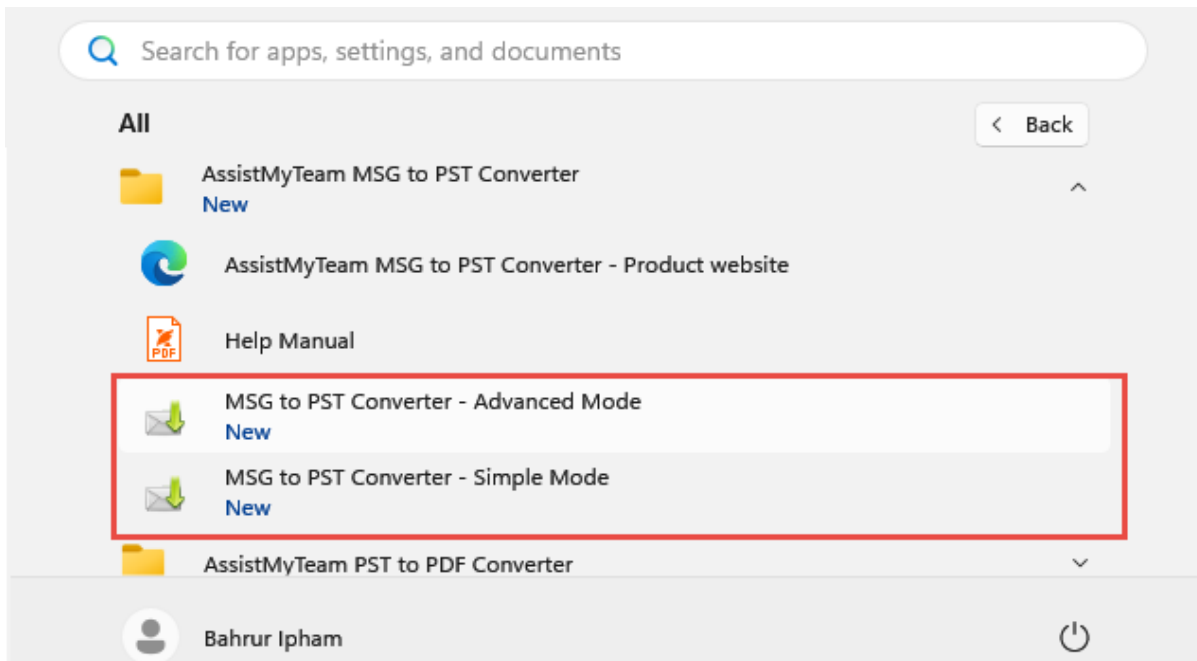 Search for apps, settings, and documents
All
Back
AssistMyTeam MSG to PST Converter
New
AssistMyTeam MSG to PST Converter - Product website
PDF
Help Manual
MSG to PST Converter - Advanced Mode
New
MSG to PST Converter - Simple Mode
New
AssistMyTeam PST to PDF Converter
Bahrur Ipham